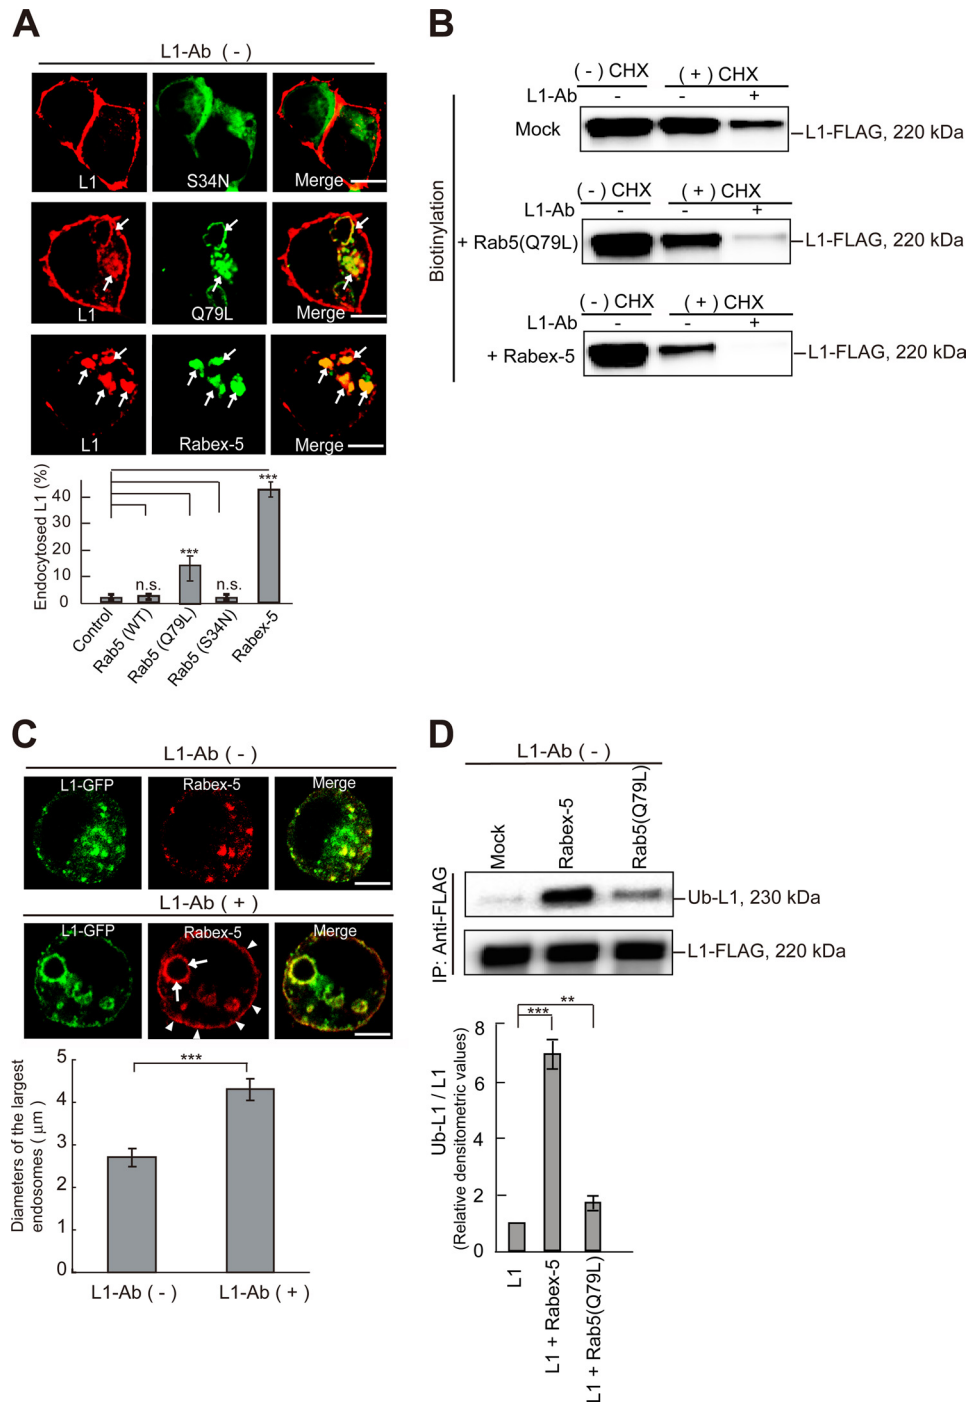 A
L1-Ab ( - )
L1
S34N
Merge
L1
Q79L
Merge
L1
Rabex-5
Merge
Endocytosed L1 (%)
40
30
20
10
0
***
n.s.
***
n.s.
Control
Rab5 (WT)
Rab5 (Q79L)
Rab5 (S34N)
Rabex-5
B
Biotinylation
( - ) CHX ( + ) CHX
L1-Ab - - +
Mock
L1-FLAG, 220 kDa
( - ) CHX ( + ) CHX
L1-Ab - - +
+ Rab5(Q79L)
L1-FLAG, 220 kDa
( - ) CHX ( + ) CHX
L1-Ab - - +
+ Rabex-5
L1-FLAG, 220 kDa
C
L1-Ab ( - )
L1-GFP
Rabex-5
Merge
L1-Ab ( + )
L1-GFP
Rabex-5
Merge
Diameters of the largest
endosomes ( μm )
5
4
3
2
1
0
***
L1-Ab ( - )
L1-Ab ( + )
D
L1-Ab ( - )
Mock
Rabex-5
Rab5(Q79L)
IP: Anti-FLAG
Ub-L1, 230 kDa
L1-FLAG, 220 kDa
Ub-L1 / L1
(Relative densitometric values)
8
6
4
2
0
**
***
L1
L1 + Rabex-5
L1 + Rab5(Q79L)